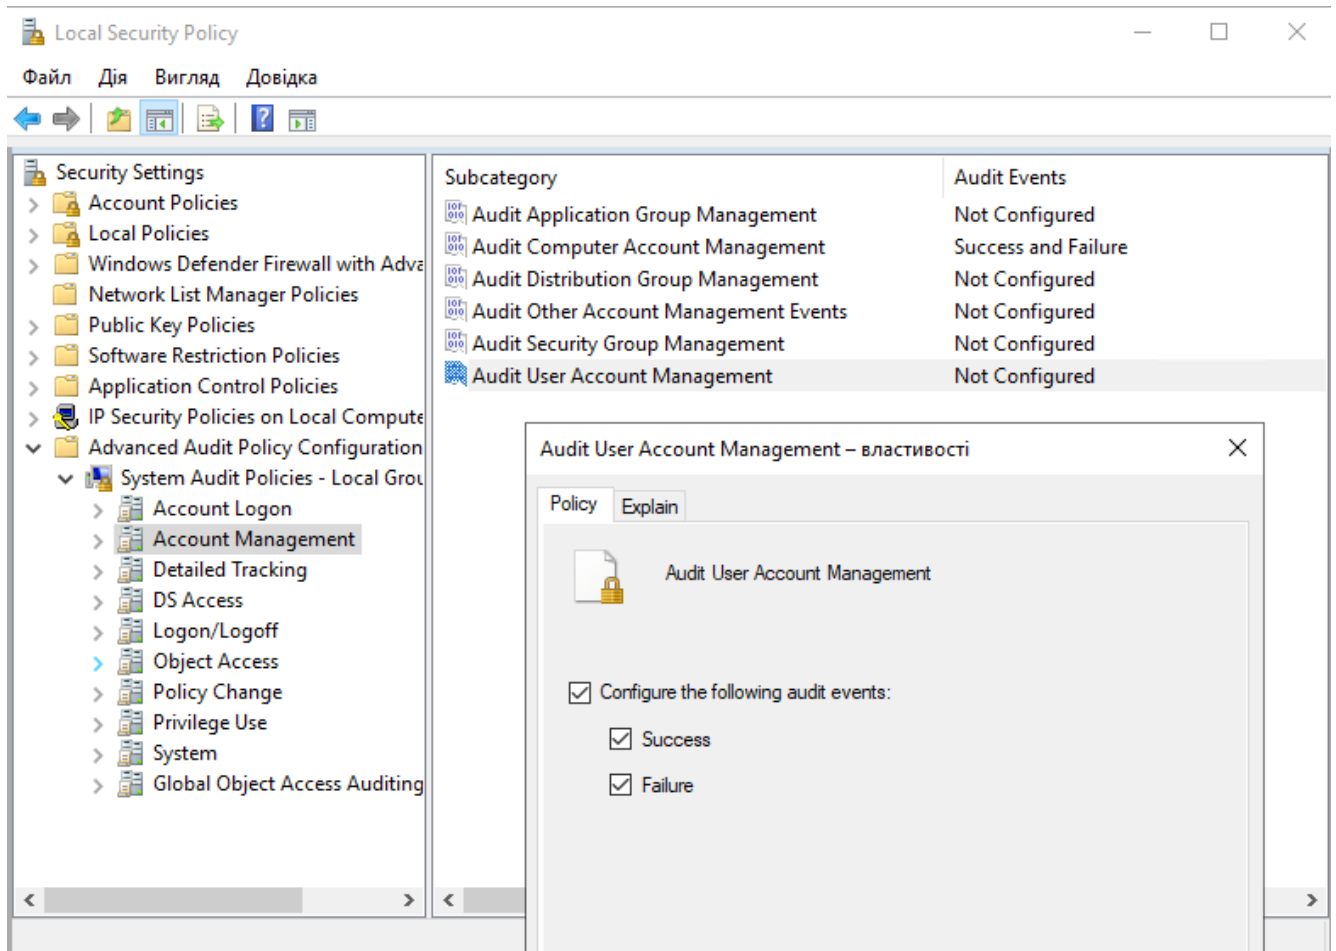 Local Security Policy
Файл Дія Вигляд Довідка
Security Settings
Account Policies
Local Policies
Windows Defender Firewall with Adva
Network List Manager Policies
Public Key Policies
Software Restriction Policies
Application Control Policies
IP Security Policies on Local Compute
Advanced Audit Policy Configuration
System Audit Policies - Local Grou
Account Logon
Account Management
Detailed Tracking
DS Access
Logon/Logoff
Object Access
Policy Change
Privilege Use
System
Global Object Access Auditing
Subcategory Audit Events
Audit Application Group Management Not Configured
Audit Computer Account Management Success and Failure
Audit Distribution Group Management Not Configured
Audit Other Account Management Events Not Configured
Audit Security Group Management Not Configured
Audit User Account Management Not Configured
Audit User Account Management – властивості
Policy Explain
Audit User Account Management
Configure the following audit events:
Success
Failure